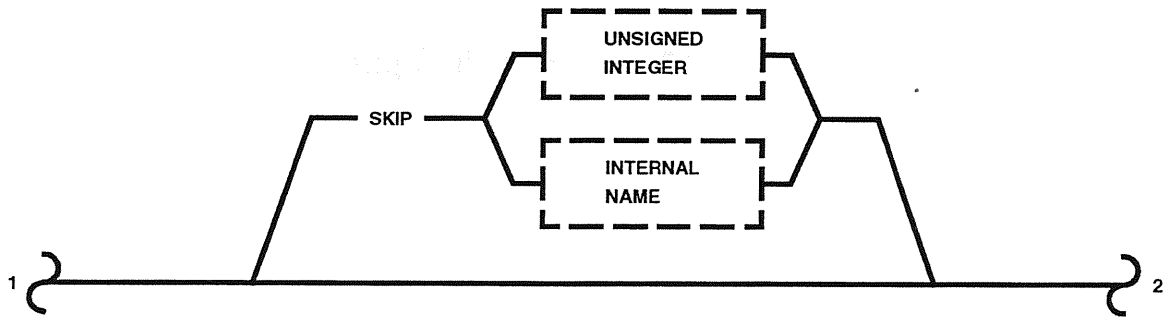 UNSIGNED
INTEGER
SKIP
INTERNAL
NAME
1
2